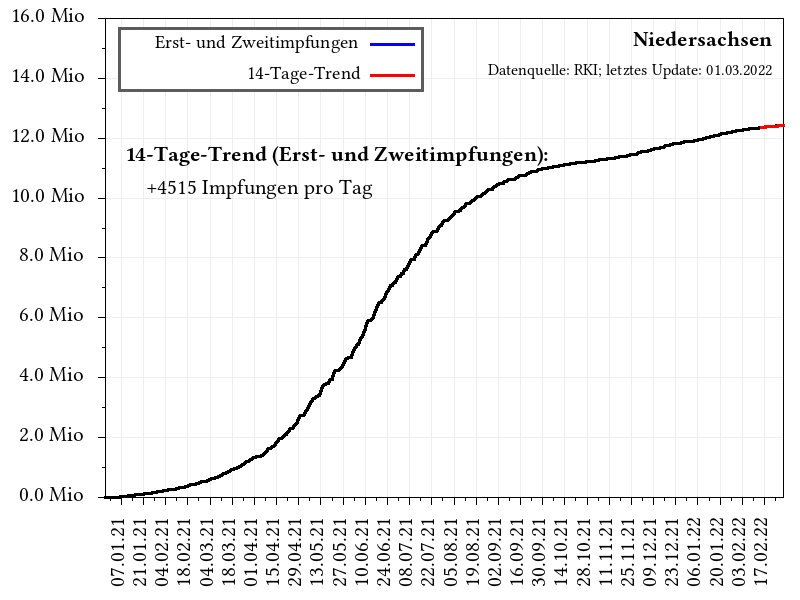 16.0 Mio
14.0 Mio
12.0 Mio
10.0 Mio
8.0 Mio
6.0 Mio
4.0 Mio
2.0 Mio
0.0 Mio
Erst- und Zweitimpfungen
14-Tage-Trend
Niedersachsen
Datenquelle: RKI; letztes Update: 01.03.2022
14-Tage-Trend (Erst- und Zweitimpfungen):
+4515 Impfungen pro Tag
07.01.21
21.01.21
04.02.21
18.02.21
04.03.21
18.03.21
01.04.21
15.04.21
29.04.21
13.05.21
27.05.21
10.06.21
24.06.21
08.07.21
22.07.21
05.08.21
19.08.21
02.09.21
16.09.21
30.09.21
14.10.21
28.10.21
11.11.21
25.11.21
09.12.21
23.12.21
06.01.22
20.01.22
03.02.22
17.02.22